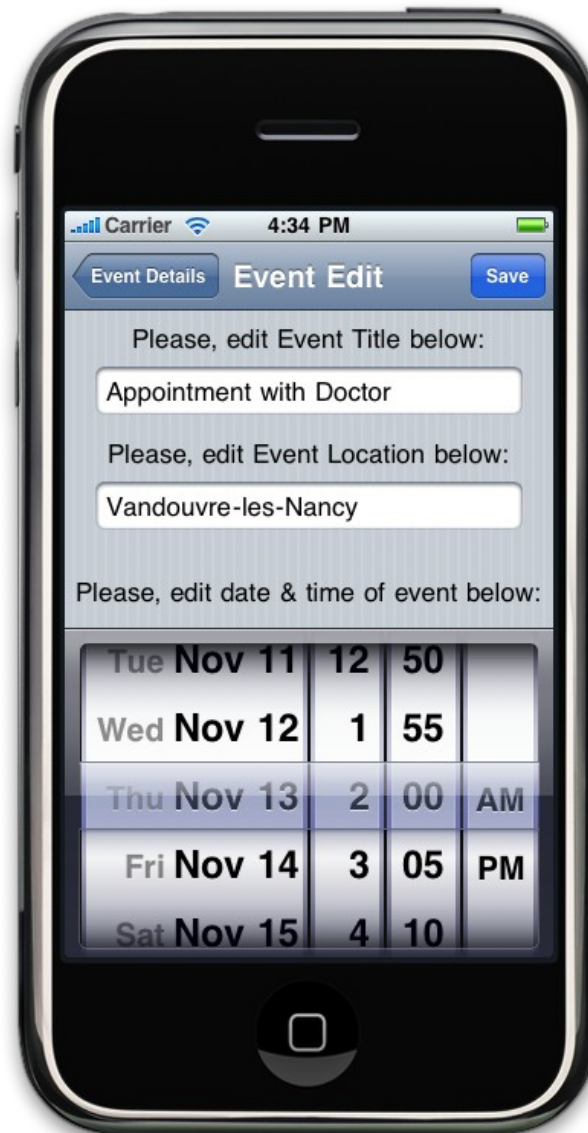 Carrier 4:34 PM
Event Details Event Edit Save
Please, edit Event Title below:
Appointment with Doctor
Please, edit Event Location below:
Vandouvre-les-Nancy
Please, edit date & time of event below:
Tue Nov 11 12 50
Wed Nov 12 1 55
Thu Nov 13 2 00 AM
Fri Nov 14 3 05 PM
Sat Nov 15 4 10